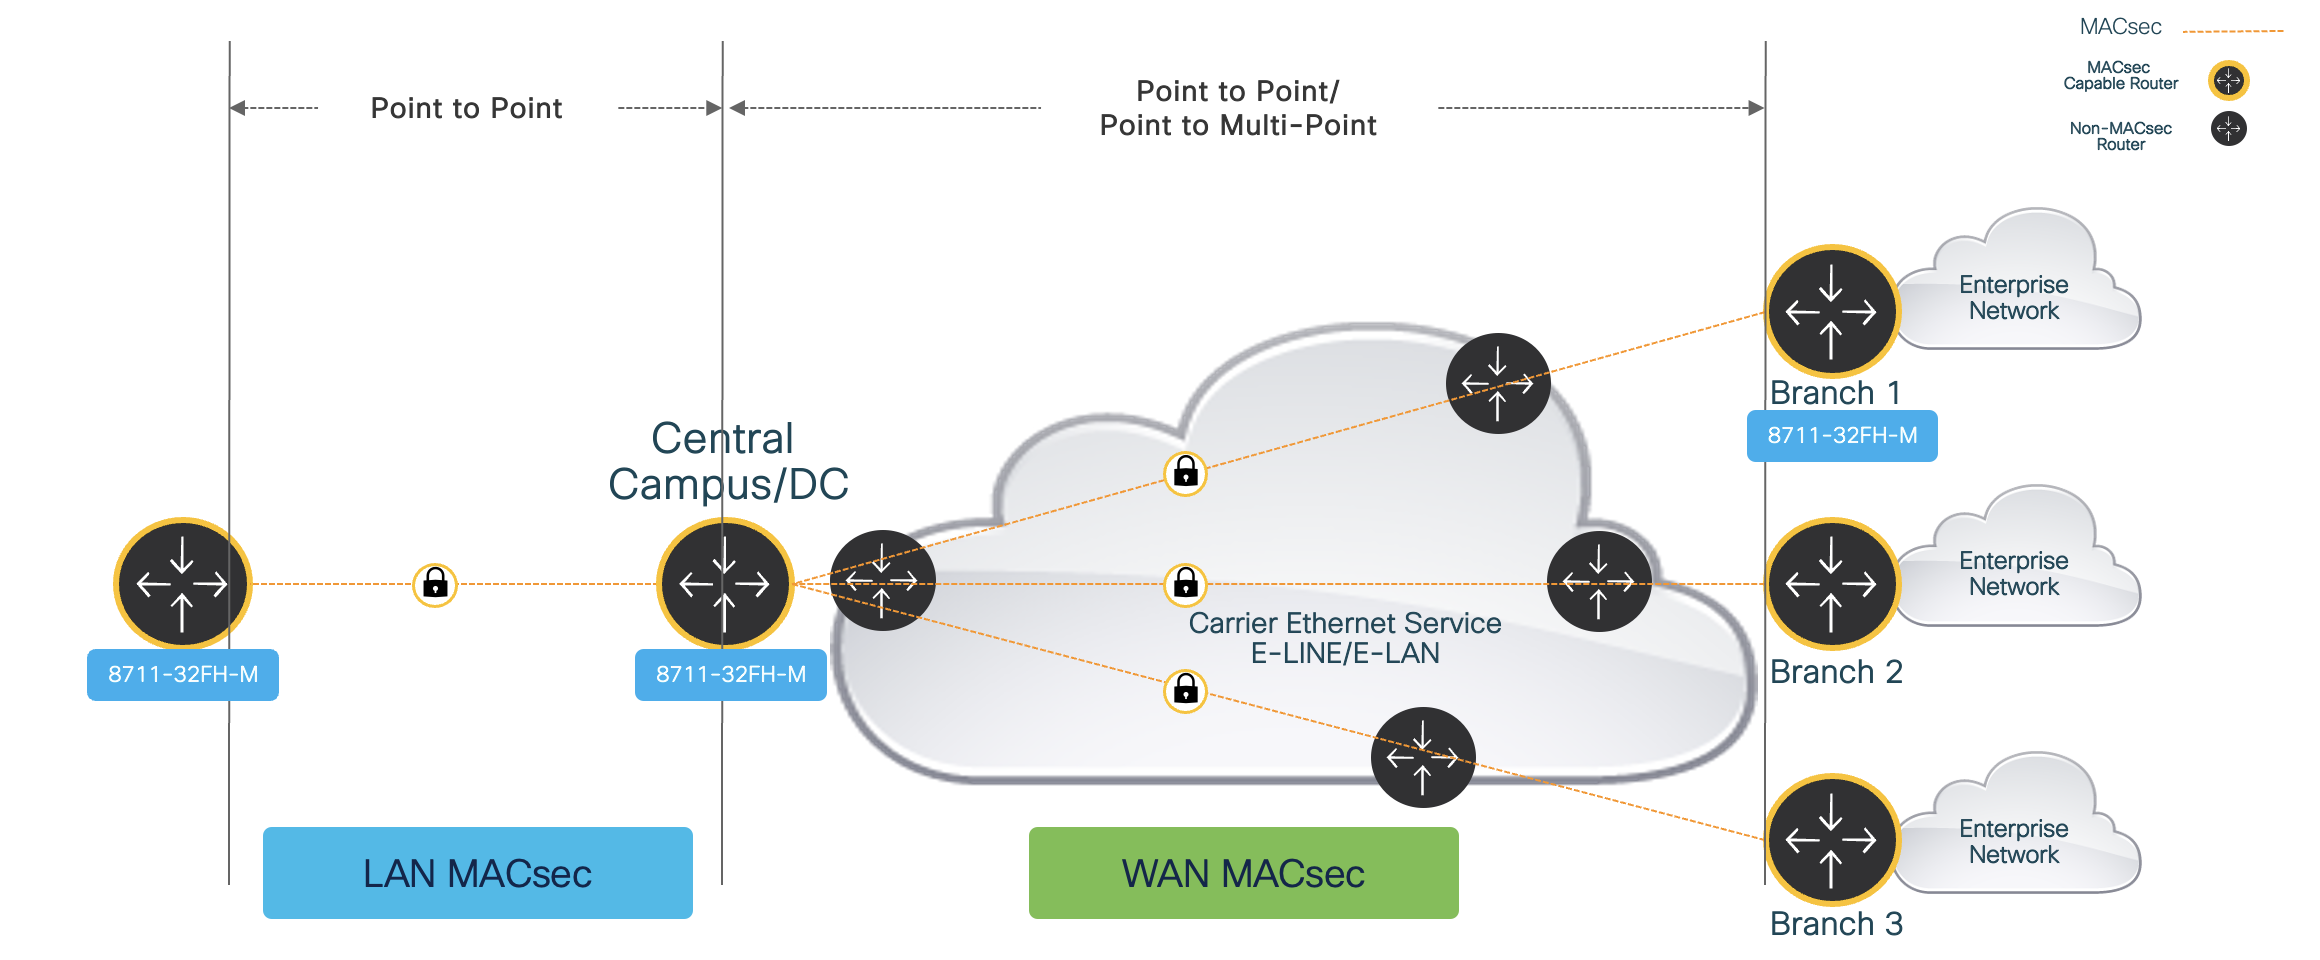 MACsec
MACsec
Capable Router
Non-MACsec
Router
Point to Point
Point to Point/
Point to Multi-Point
Enterprise
Network
Branch 1
8711-32FH-M
Central
Campus/DC
8711-32FH-M
8711-32FH-M
Carrier Ethernet Service
E-LINE/E-LAN
Enterprise
Network
Branch 2
Enterprise
Network
Branch 3
LAN MACsec
WAN MACsec